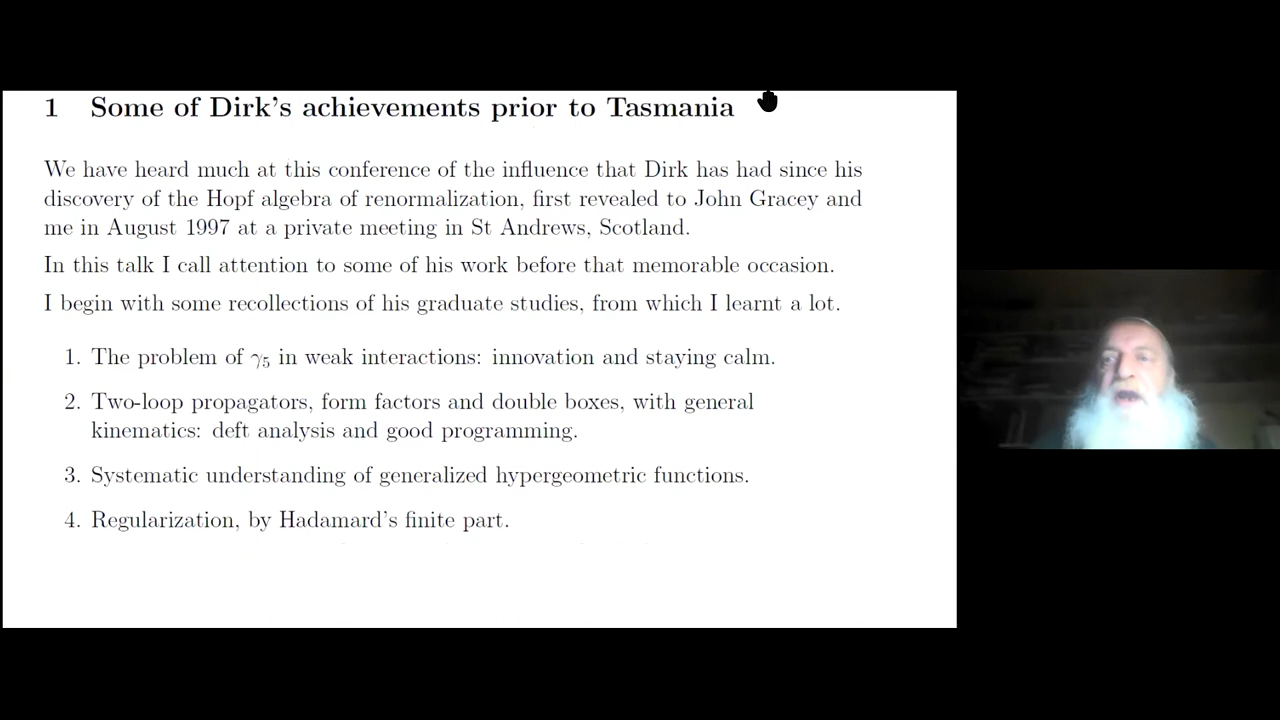 1 Some of Dirk's achievements prior to Tasmania
We have heard much at this conference of the influence that Dirk has had since his
discovery of the Hopf algebra of renormalization, first revealed to John Gracey and
me in August 1997 at a private meeting in St Andrews, Scotland.
In this talk I call attention to some of his work before that memorable occasion.
I begin with some recollections of his graduate studies, from which I learnt a lot.
1. The problem of γ₅ in weak interactions: innovation and staying calm.
2. Two-loop propagators, form factors and double boxes, with general
kinematics: deft analysis and good programming.
3. Systematic understanding of generalized hypergeometric functions.
4. Regularization, by Hadamard's finite part.